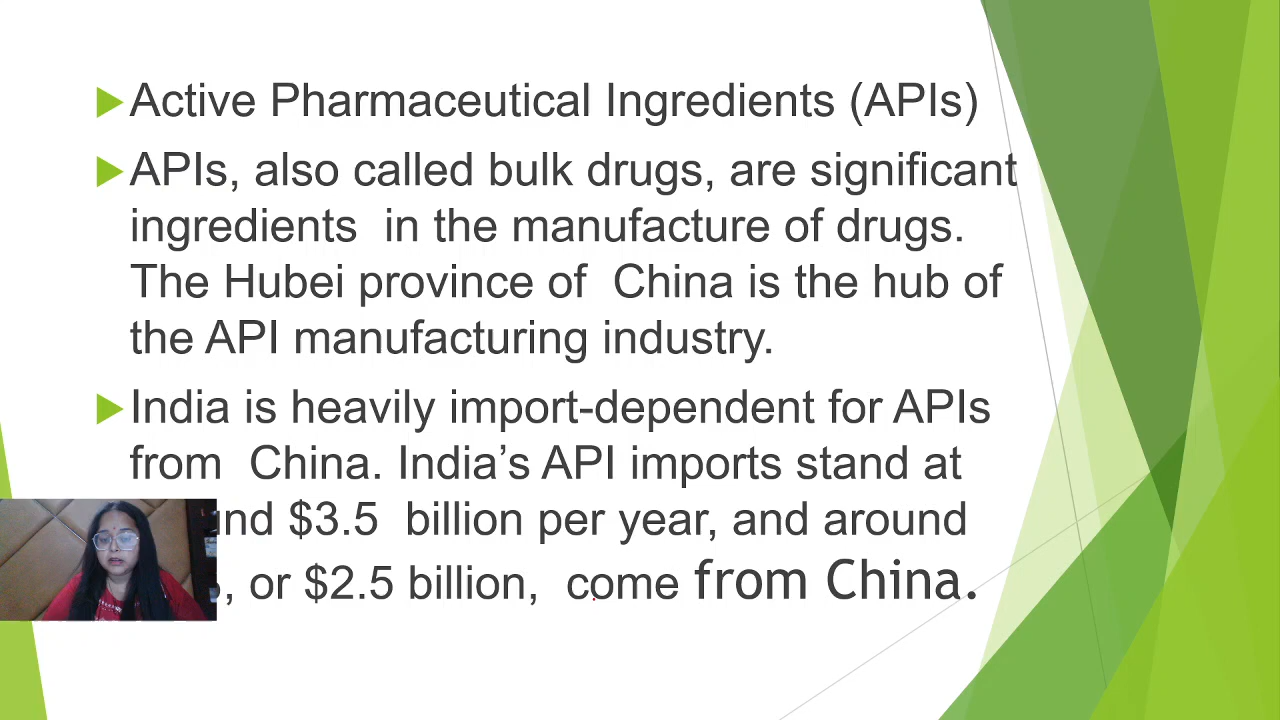 Active Pharmaceutical Ingredients (APIs)
APIs, also called bulk drugs, are significant
ingredients in the manufacture of drugs.
The Hubei province of China is the hub of
the API manufacturing industry.
India is heavily import-dependent for APIs
from China. India’s API imports stand at
$3.5 billion per year, and around
or $2.5 billion, come from China.